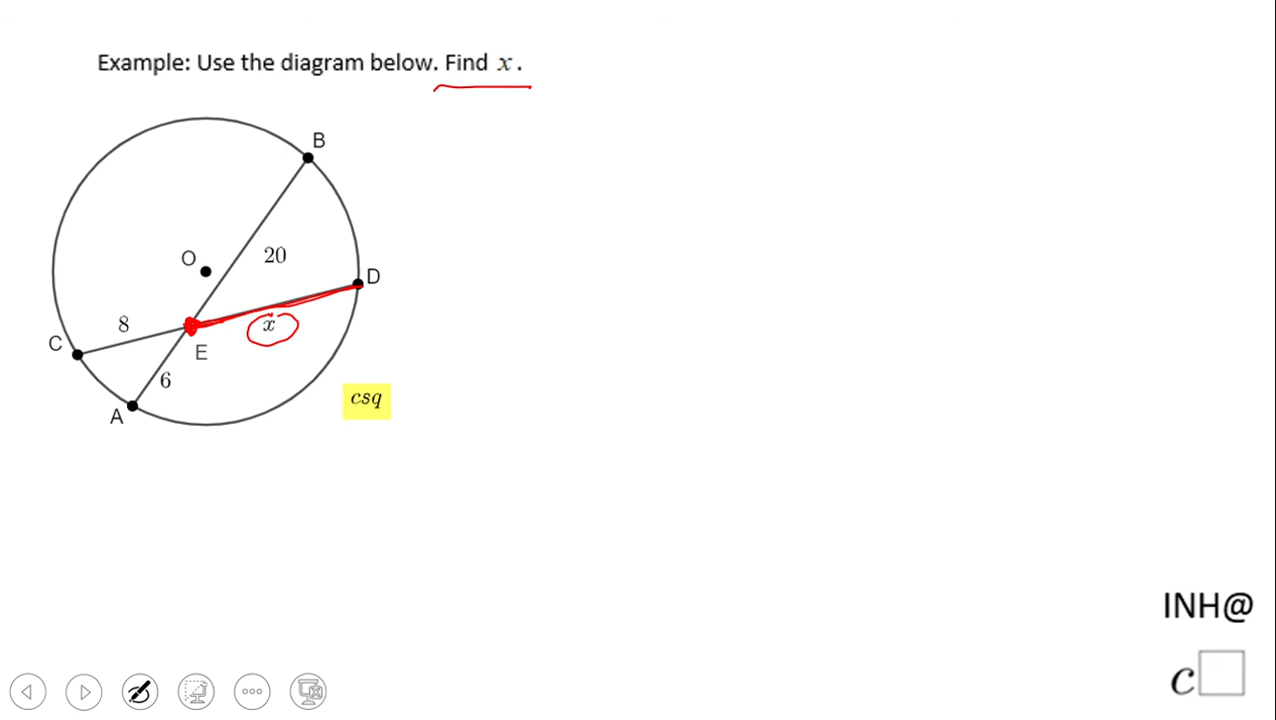 Example: Use the diagram below. Find x.
B
O
20
D
8
x
C
E
6
csq
A
INH@
c